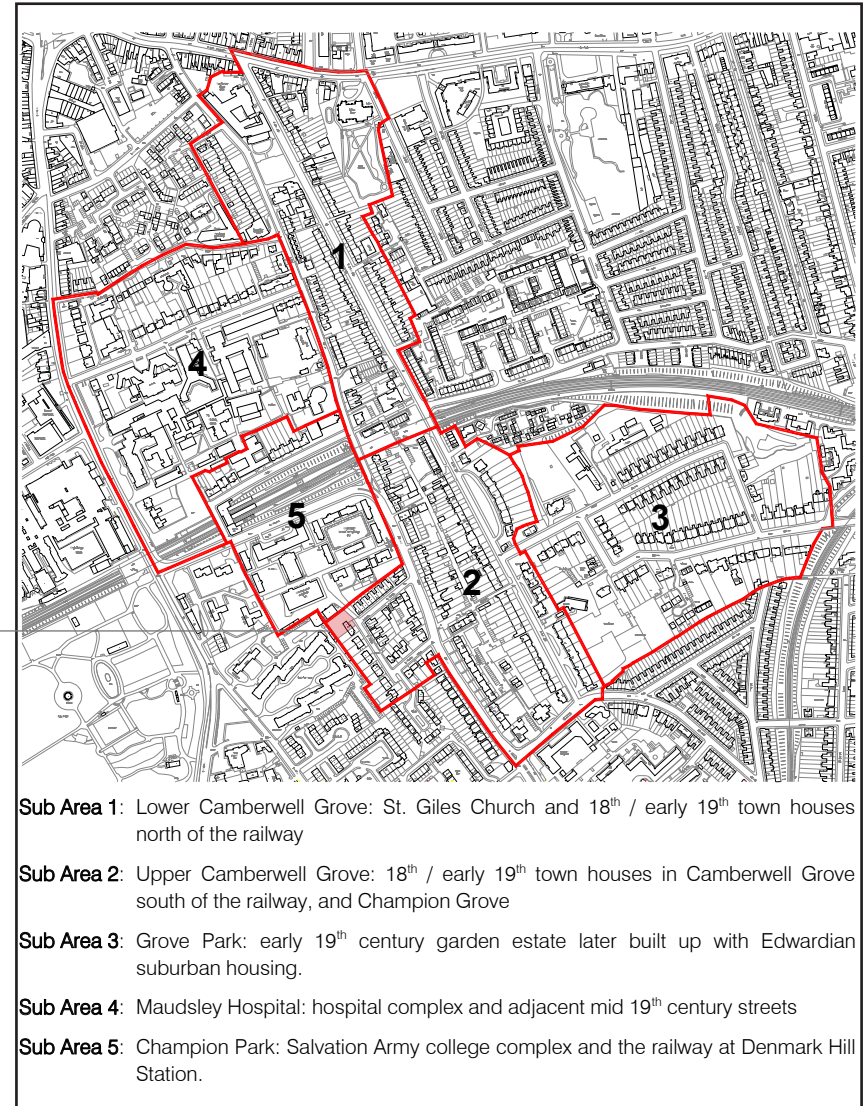 1
4
5
3
2
Sub Area 1: Lower Camberwell Grove: St. Giles Church and 18th / early 19th town houses
north of the railway
Sub Area 2: Upper Camberwell Grove: 18th / early 19th town houses in Camberwell Grove
south of the railway, and Champion Grove
Sub Area 3: Grove Park: early 19th century garden estate later built up with Edwardian
suburban housing.
Sub Area 4: Maudsley Hospital: hospital complex and adjacent mid 19th century streets
Sub Area 5: Champion Park: Salvation Army college complex and the railway at Denmark Hill
Station.